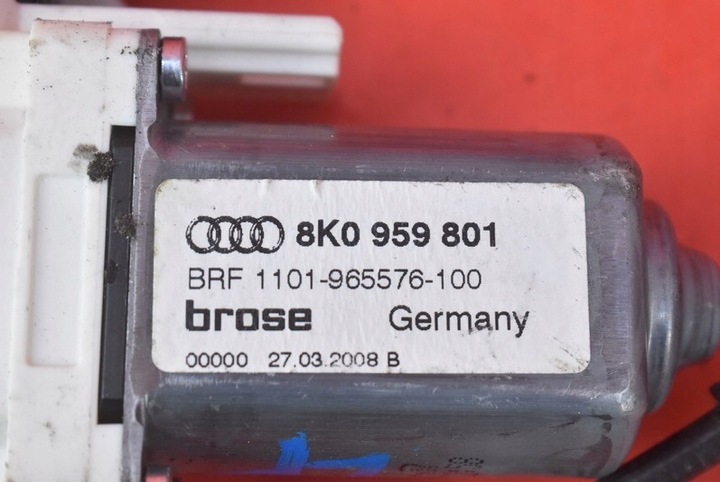 8K0 959 801
BRF 1101-965576-100
brose Germany
00000 27.03.2008 B